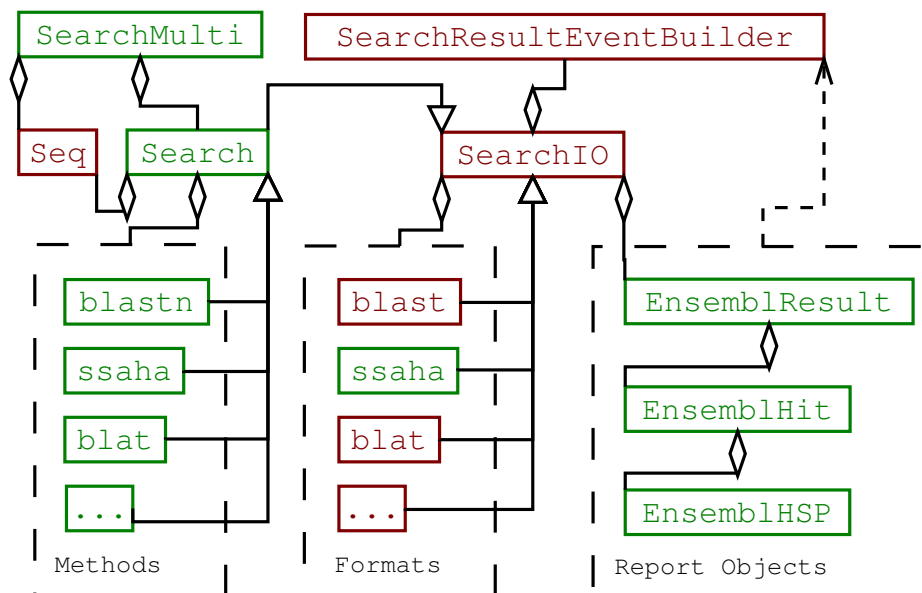 SearchMulti
SearchResultEventBuilder
Seq
Search
SearchIO
blastn
ssaha
blat
...
Methods
blast
ssaha
blat
...
Formats
EnsemblResult
EnsemblHit
EnsemblHSP
Report Objects